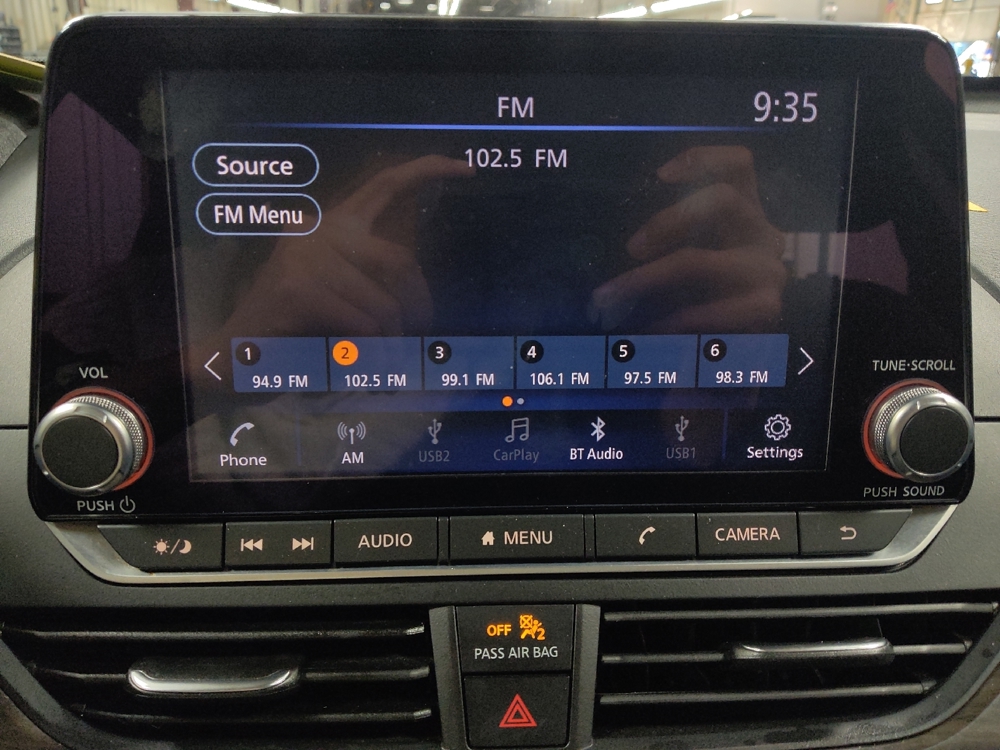 FM
9:35
Source
102.5 FM
FM Menu
1
94.9 FM
2
102.5 FM
3
99.1 FM
4
106.1 FM
5
97.5 FM
6
98.3 FM
VOL
TUNE·SCROLL
Phone
AM
USB2
CarPlay
BT Audio
USB1
Settings
PUSH
PUSH SOUND
AUDIO
MENU
CAMERA
OFF 2
PASS AIR BAG